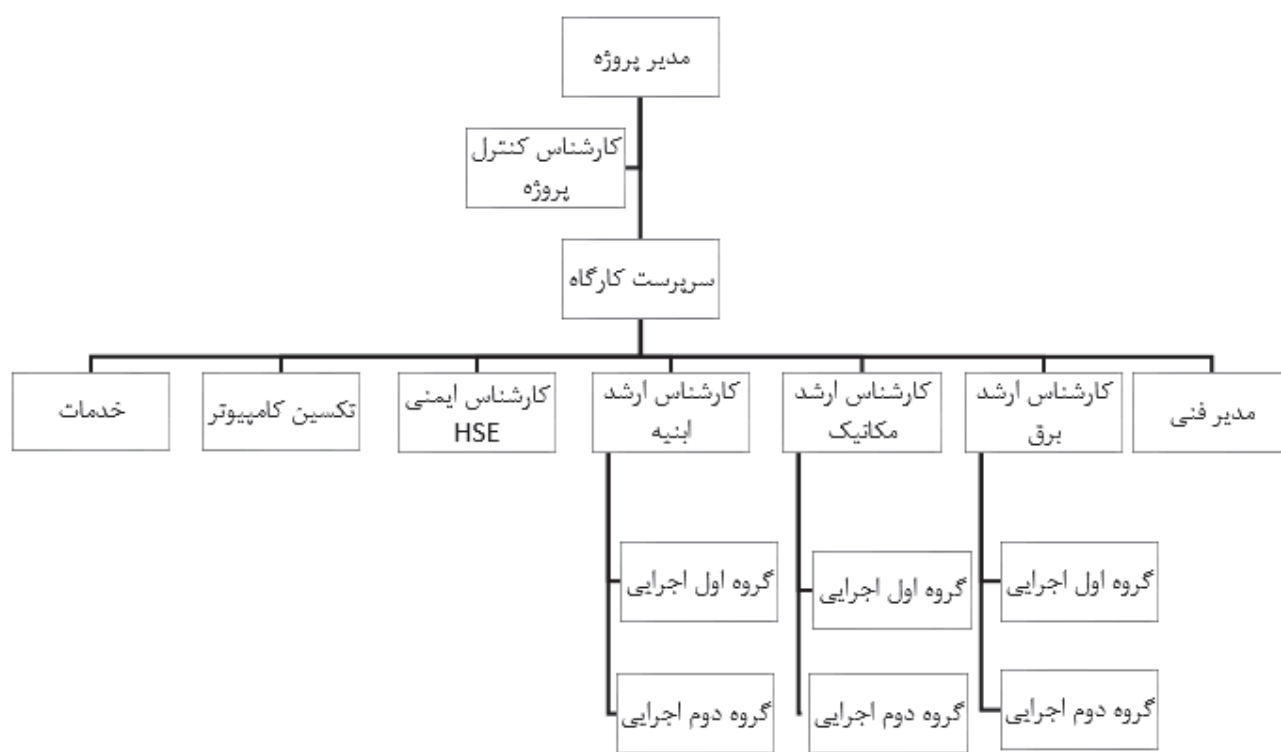 مدیر پروژه
کارشناس کنترل
پروژه
سرپرست کارگاه
مدیر فنی
کارشناس ارشد
برق
کارشناس ارشد
مکاتیک
کارشناس ارشد
ابنیه
کارشناس ایمنی
HSE
تکسین کامپیوتر
خدمات
گروه اول اجرایی
گروه اول اجرایی
گروه اول اجرایی
گروه دوم اجرایی
گروه دوم اجرایی
گروه دوم اجرایی